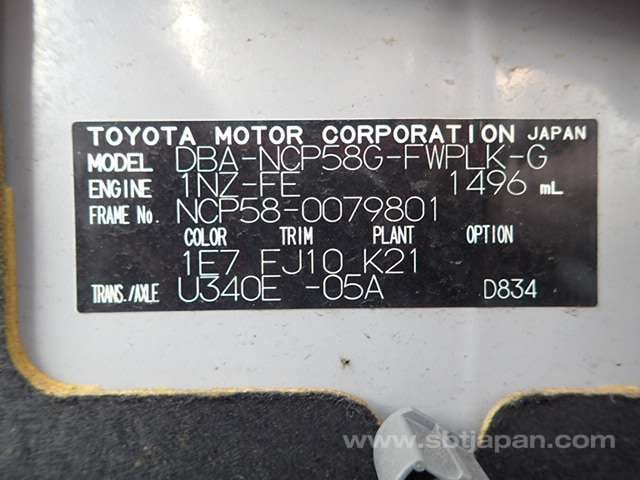 TOYOTA MOTOR CORPORATION JAPAN
MODEL DBA-NCP58G-FWPLK-G
ENGINE 1NZ-FE 1496 mL
FRAME No. NCP58-0079801
COLOR TRIM PLANT OPTION
1E7 FJ10 K21
TRANS./AXLE U340E -05A D834
www.sbtjapan.com